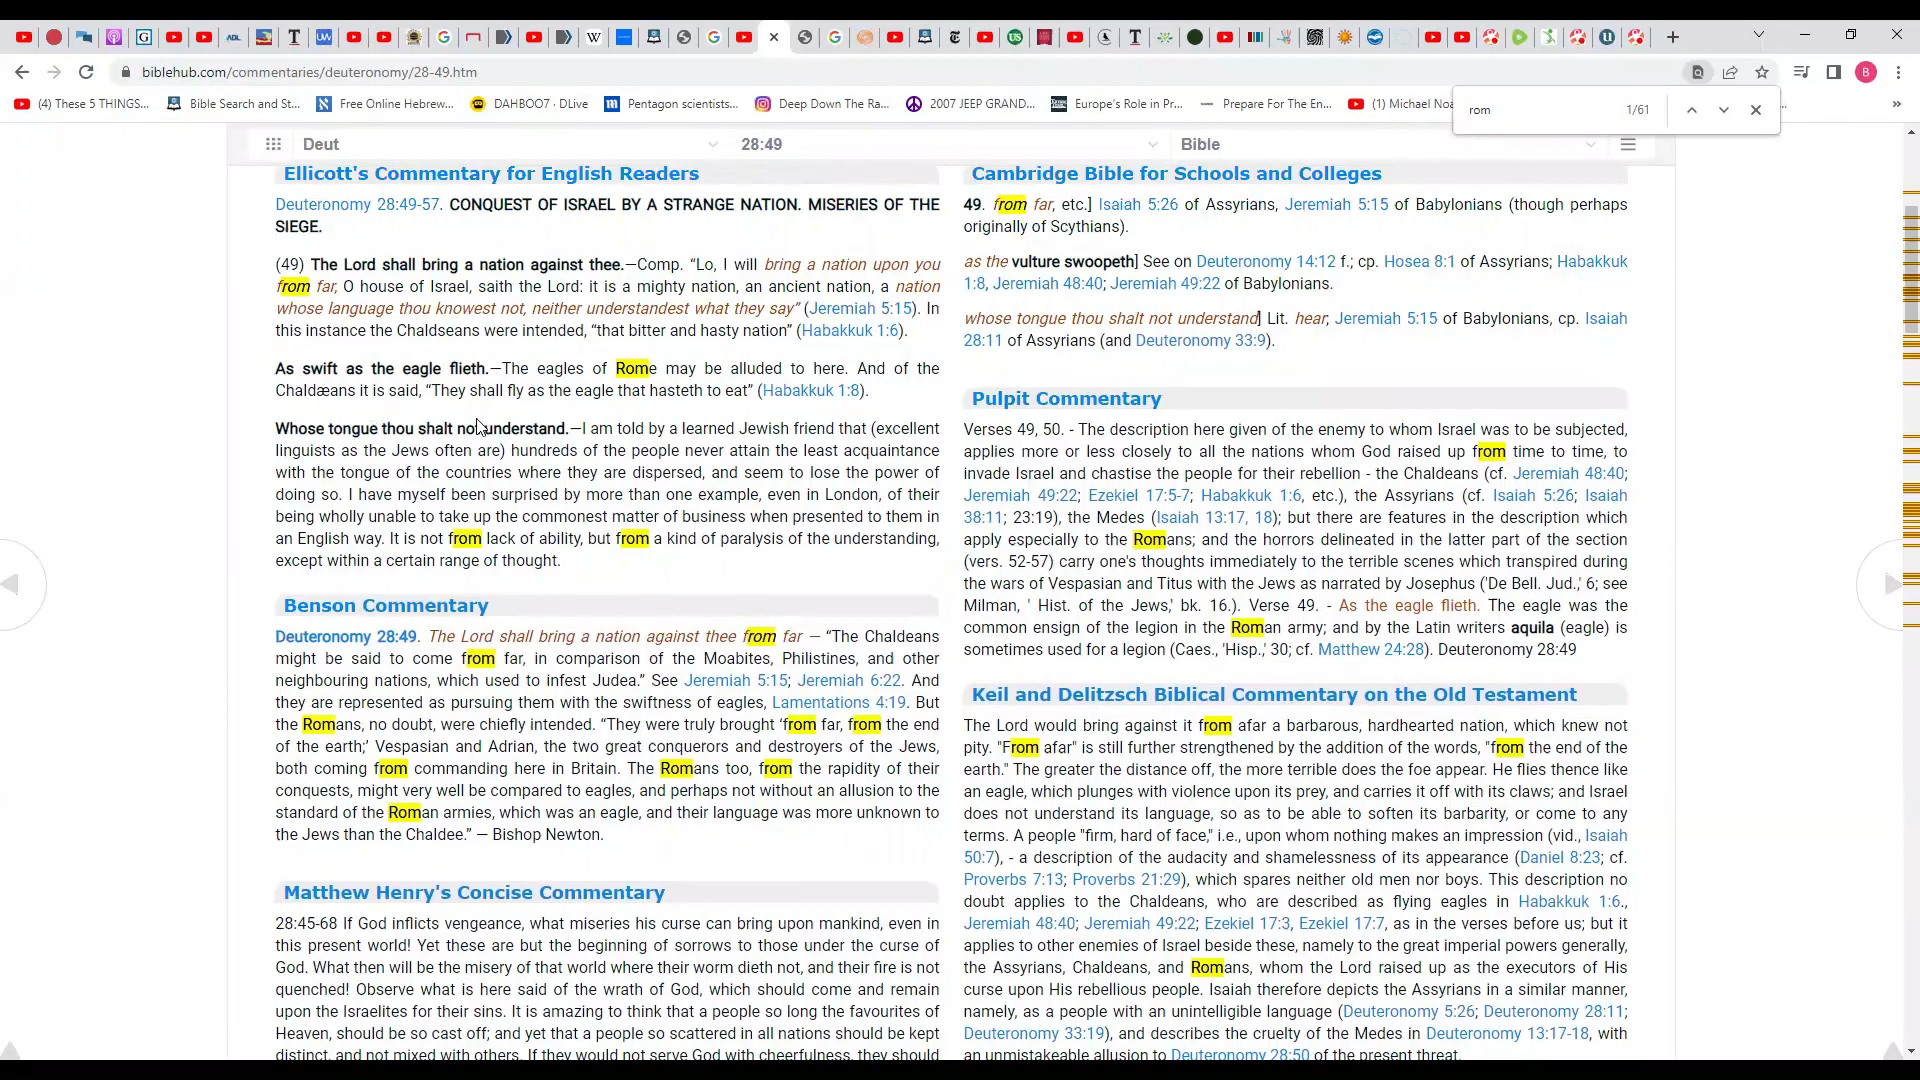 biblehub.com/commentaries/deuteronomy/28-49.htm
(4) These 5 THINGS...
Bible Search and St...
Free Online Hebrew...
DAHBOO7 · DLive
Pentagon scientists...
Deep Down The Ra...
2007 JEEP GRAND...
Europe's Role in Pr...
Prepare For The En...
(1) Michael Noa
rom 1/61
Deut
28:49
Bible
Ellicott's Commentary for English Readers
Deuteronomy 28:49-57. CONQUEST OF ISRAEL BY A STRANGE NATION. MISERIES OF THE
SIEGE.
(49) The Lord shall bring a nation against thee.—Comp. “Lo, I will bring a nation upon you
from far, O house of Israel, saith the Lord: it is a mighty nation, an ancient nation, a nation
whose language thou knowest not, neither understandest what they say” (Jeremiah 5:15). In
this instance the Chaldseans were intended, “that bitter and hasty nation” (Habakkuk 1:6).
As swift as the eagle flieth.—The eagles of Rome may be alluded to here. And of the
Chaldæans it is said, “They shall fly as the eagle that hasteth to eat” (Habakkuk 1:8).
Whose tongue thou shalt not understand.—I am told by a learned Jewish friend that (excellent
linguists as the Jews often are) hundreds of the people never attain the least acquaintance
with the tongue of the countries where they are dispersed, and seem to lose the power of
doing so. I have myself been surprised by more than one example, even in London, of their
being wholly unable to take up the commonest matter of business when presented to them in
an English way. It is not from lack of ability, but from a kind of paralysis of the understanding,
except within a certain range of thought.
Benson Commentary
Deuteronomy 28:49. The Lord shall bring a nation against thee from far — “The Chaldeans
might be said to come from far, in comparison of the Moabites, Philistines, and other
neighbouring nations, which used to infest Judea.” See Jeremiah 5:15; Jeremiah 6:22. And
they are represented as pursuing them with the swiftness of eagles, Lamentations 4:19. But
the Romans, no doubt, were chiefly intended. “They were truly brought ‘from far, from the end
of the earth;’ Vespasian and Adrian, the two great conquerors and destroyers of the Jews,
both coming from commanding here in Britain. The Romans too, from the rapidity of their
conquests, might very well be compared to eagles, and perhaps not without an allusion to the
standard of the Roman armies, which was an eagle, and their language was more unknown to
the Jews than the Chaldee.” — Bishop Newton.
Matthew Henry's Concise Commentary
28:45-68 If God inflicts vengeance, what miseries his curse can bring upon mankind, even in
this present world! Yet these are but the beginning of sorrows to those under the curse of
God. What then will be the misery of that world where their worm dieth not, and their fire is not
quenched! Observe what is here said of the wrath of God, which should come and remain
upon the Israelites for their sins. It is amazing to think that a people so long the favourites of
Heaven, should be so cast off; and yet that a people so scattered in all nations should be kept
distinct, and not mixed with others. If they would not serve God with cheerfulness, they should
Cambridge Bible for Schools and Colleges
49. from far, etc.] Isaiah 5:26 of Assyrians, Jeremiah 5:15 of Babylonians (though perhaps
originally of Scythians).
as the vulture swoopeth] See on Deuteronomy 14:12 f.; cp. Hosea 8:1 of Assyrians; Habakkuk
1:8, Jeremiah 48:40; Jeremiah 49:22 of Babylonians.
whose tongue thou shalt not understand] Lit. hear; Jeremiah 5:15 of Babylonians, cp. Isaiah
28:11 of Assyrians (and Deuteronomy 33:9).
Pulpit Commentary
Verses 49, 50. - The description here given of the enemy to whom Israel was to be subjected,
applies more or less closely to all the nations whom God raised up from time to time, to
invade Israel and chastise the people for their rebellion - the Chaldeans (cf. Jeremiah 48:40;
Jeremiah 49:22; Ezekiel 17:5-7; Habakkuk 1:6, etc.), the Assyrians (cf. Isaiah 5:26; Isaiah
38:11; 23:19), the Medes (Isaiah 13:17, 18); but there are features in the description which
apply especially to the Romans; and the horrors delineated in the latter part of the section
(vers. 52-57) carry one's thoughts immediately to the terrible scenes which transpired during
the wars of Vespasian and Titus with the Jews as narrated by Josephus ('De Bell. Jud.,' 6; see
Milman, ' Hist. of the Jews,' bk. 16.). Verse 49. - As the eagle flieth. The eagle was the
common ensign of the legion in the Roman army; and by the Latin writers aquila (eagle) is
sometimes used for a legion (Caes., 'Hisp.,' 30; cf. Matthew 24:28). Deuteronomy 28:49
Keil and Delitzsch Biblical Commentary on the Old Testament
The Lord would bring against it from afar a barbarous, hardhearted nation, which knew not
pity. "From afar" is still further strengthened by the addition of the words, "from the end of the
earth." The greater the distance off, the more terrible does the foe appear. He flies thence like
an eagle, which plunges with violence upon its prey, and carries it off with its claws; and Israel
does not understand its language, so as to be able to soften its barbarity, or come to any
terms. A people "firm, hard of face," i.e., upon whom nothing makes an impression (vid., Isaiah
50:7), - a description of the audacity and shamelessness of its appearance (Daniel 8:23; cf.
Proverbs 7:13; Proverbs 21:29), which spares neither old men nor boys. This description no
doubt applies to the Chaldeans, who are described as flying eagles in Habakkuk 1:6.,
Jeremiah 48:40; Jeremiah 49:22; Ezekiel 17:3, Ezekiel 17:7, as in the verses before us; but it
applies to other enemies of Israel beside these, namely to the great imperial powers generally,
the Assyrians, Chaldeans, and Romans, whom the Lord raised up as the executors of His
curse upon His rebellious people. Isaiah therefore depicts the Assyrians in a similar manner,
namely, as a people with an unintelligible language (Deuteronomy 5:26; Deuteronomy 28:11;
Deuteronomy 33:19), and describes the cruelty of the Medes in Deuteronomy 13:17-18, with
an unmistakeable allusion to Deuteronomy 28:50 of the present threat.